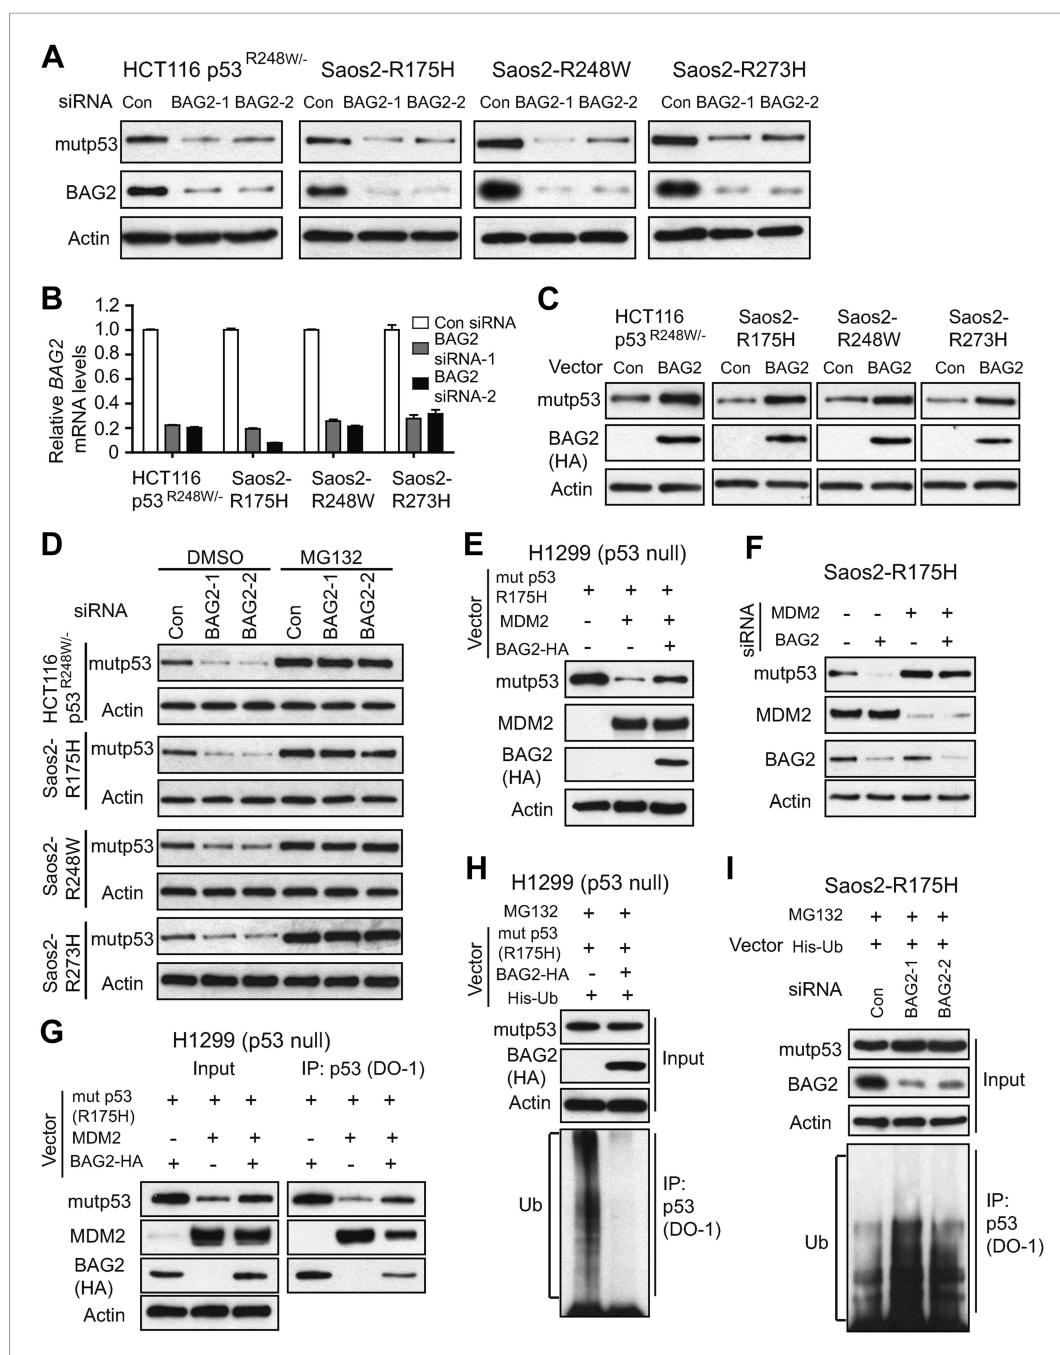 A
HCT116 p53 R248W/- Saos2-R175H Saos2-R248W Saos2-R273H
siRNA Con BAG2-1 BAG2-2 Con BAG2-1 BAG2-2 Con BAG2-1 BAG2-2 Con BAG2-1 BAG2-2
mutp53
BAG2
Actin
B
Relative BAG2
mRNA levels
1.2
1.0
0.8
0.6
0.4
0.2
0
Con siRNA
BAG2
siRNA-1
BAG2
siRNA-2
HCT116 Saos2- Saos2- Saos2-
p53 R248W/- R175H R248W R273H
C
HCT116 Saos2- Saos2- Saos2-
p53 R248W/- R175H R248W R273H
Vector Con BAG2 Con BAG2 Con BAG2 Con BAG2
mutp53
BAG2
(HA)
Actin
D
DMSO MG132
siRNA Con BAG2-1 BAG2-2 Con BAG2-1 BAG2-2
HCT116
p53 R248W/-
mutp53
Actin
Saos2-
R175H
mutp53
Actin
Saos2-
R248W
mutp53
Actin
Saos2-
R273H
mutp53
Actin
E
H1299 (p53 null)
Vector
mut p53
R175H + + +
MDM2 - + +
BAG2-HA - - +
mutp53
MDM2
BAG2
(HA)
Actin
F
Saos2-R175H
siRNA
MDM2 - - + +
BAG2 - + - +
mutp53
MDM2
BAG2
Actin
G
H1299 (p53 null)
Input IP: p53 (DO-1)
Vector
mut p53 + + + + + +
(R175H)
MDM2 - + + - + +
BAG2-HA + - + + - +
mutp53
MDM2
BAG2
(HA)
Actin
H
H1299 (p53 null)
MG132 + +
Vector
mut p53
(R175H) + +
BAG2-HA - +
His-Ub + +
mutp53
BAG2
(HA)
Actin
Input
Ub
IP:
p53
(DO-1)
I
Saos2-R175H
MG132 + + +
Vector His-Ub + + +
siRNA Con BAG2-1 BAG2-2
mutp53
BAG2
Actin
Input
Ub
IP:
p53
(DO-1)